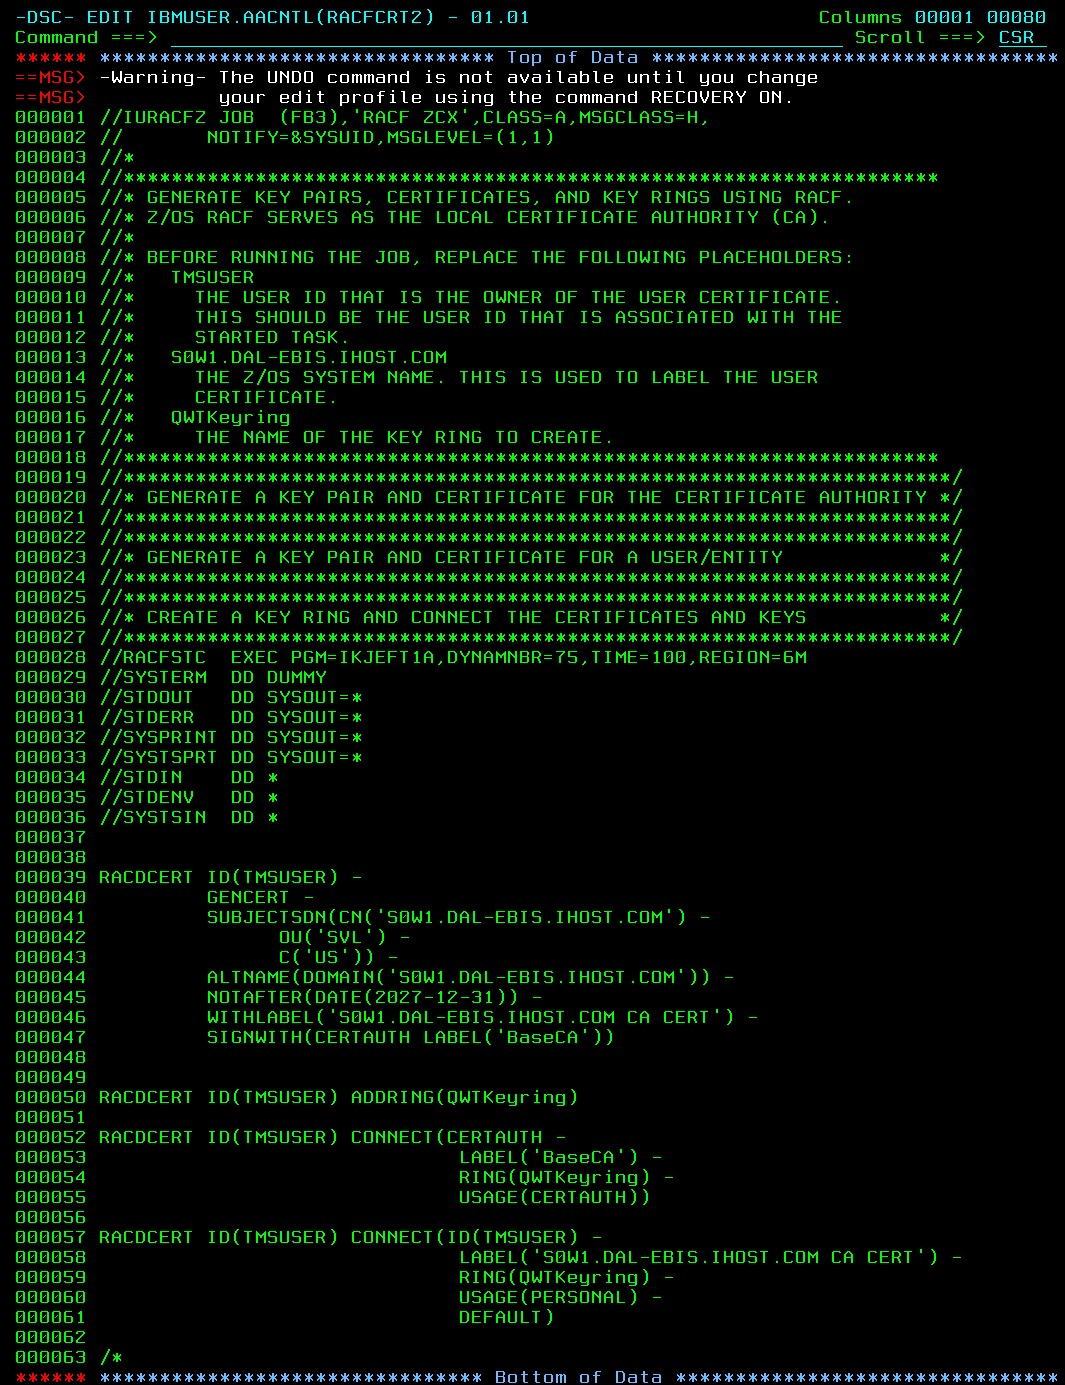 -DSC- EDIT IBMUSER.AACNTL(RACFCRT2) - 01.01                        Columns 00001 00080
Command ===>                                                          Scroll ===> CSR
****** ********************************* Top of Data **********************************
==MSG> -Warning- The UNDO command is not available until you change
==MSG>           your edit profile using the command RECOVERY ON.
000001 //IURACFZ JOB  (FB3),'RACF ZCX',CLASS=A,MSGCLASS=H,
000002 //       NOTIFY=&SYSUID,MSGLEVEL=(1,1)
000003 //*
000004 //********************************************************************
000005 //* GENERATE KEY PAIRS, CERTIFICATES, AND KEY RINGS USING RACF.
000006 //* Z/OS RACF SERVES AS THE LOCAL CERTIFICATE AUTHORITY (CA).
000007 //*
000008 //* BEFORE RUNNING THE JOB, REPLACE THE FOLLOWING PLACEHOLDERS:
000009 //*   TMSUSER
000010 //*     THE USER ID THAT IS THE OWNER OF THE USER CERTIFICATE.
000011 //*     THIS SHOULD BE THE USER ID THAT IS ASSOCIATED WITH THE
000012 //*     STARTED TASK.
000013 //*   S0W1.DAL-EBIS.IHOST.COM
000014 //*     THE Z/OS SYSTEM NAME. THIS IS USED TO LABEL THE USER
000015 //*     CERTIFICATE.
000016 //*   QWTKeyring
000017 //*     THE NAME OF THE KEY RING TO CREATE.
000018 //********************************************************************
000019 //*********************************************************************/
000020 //* GENERATE A KEY PAIR AND CERTIFICATE FOR THE CERTIFICATE AUTHORITY */
000021 //*********************************************************************/
000022 //*********************************************************************/
000023 //* GENERATE A KEY PAIR AND CERTIFICATE FOR A USER/ENTITY             */
000024 //*********************************************************************/
000025 //*********************************************************************/
000026 //* CREATE A KEY RING AND CONNECT THE CERTIFICATES AND KEYS           */
000027 //*********************************************************************/
000028 //RACFSTC  EXEC PGM=IKJEFT1A,DYNAMNBR=75,TIME=100,REGION=6M
000029 //SYSTERM  DD DUMMY
000030 //STDOUT   DD SYSOUT=*
000031 //STDERR   DD SYSOUT=*
000032 //SYSPRINT DD SYSOUT=*
000033 //SYSTSPRT DD SYSOUT=*
000034 //STDIN    DD *
000035 //STDENV   DD *
000036 //SYSTSIN  DD *
000037
000038
000039 RACDCERT ID(TMSUSER) -
000040          GENCERT -
000041          SUBJECTSDN(CN('S0W1.DAL-EBIS.IHOST.COM') -
000042                OU('SVL') -
000043                C('US')) -
000044          ALTNAME(DOMAIN('S0W1.DAL-EBIS.IHOST.COM')) -
000045          NOTAFTER(DATE(2027-12-31)) -
000046          WITHLABEL('S0W1.DAL-EBIS.IHOST.COM CA CERT') -
000047          SIGNWITH(CERTAUTH LABEL('BaseCA'))
000048
000049
000050 RACDCERT ID(TMSUSER) ADDRING(QWTKeyring)
000051
000052 RACDCERT ID(TMSUSER) CONNECT(CERTAUTH -
000053                              LABEL('BaseCA') -
000054                              RING(QWTKeyring) -
000055                              USAGE(CERTAUTH))
000056
000057 RACDCERT ID(TMSUSER) CONNECT(ID(TMSUSER) -
000058                              LABEL('S0W1.DAL-EBIS.IHOST.COM CA CERT') -
000059                              RING(QWTKeyring) -
000060                              USAGE(PERSONAL) -
000061                              DEFAULT)
000062
000063 /*
****** ******************************** Bottom of Data ********************************